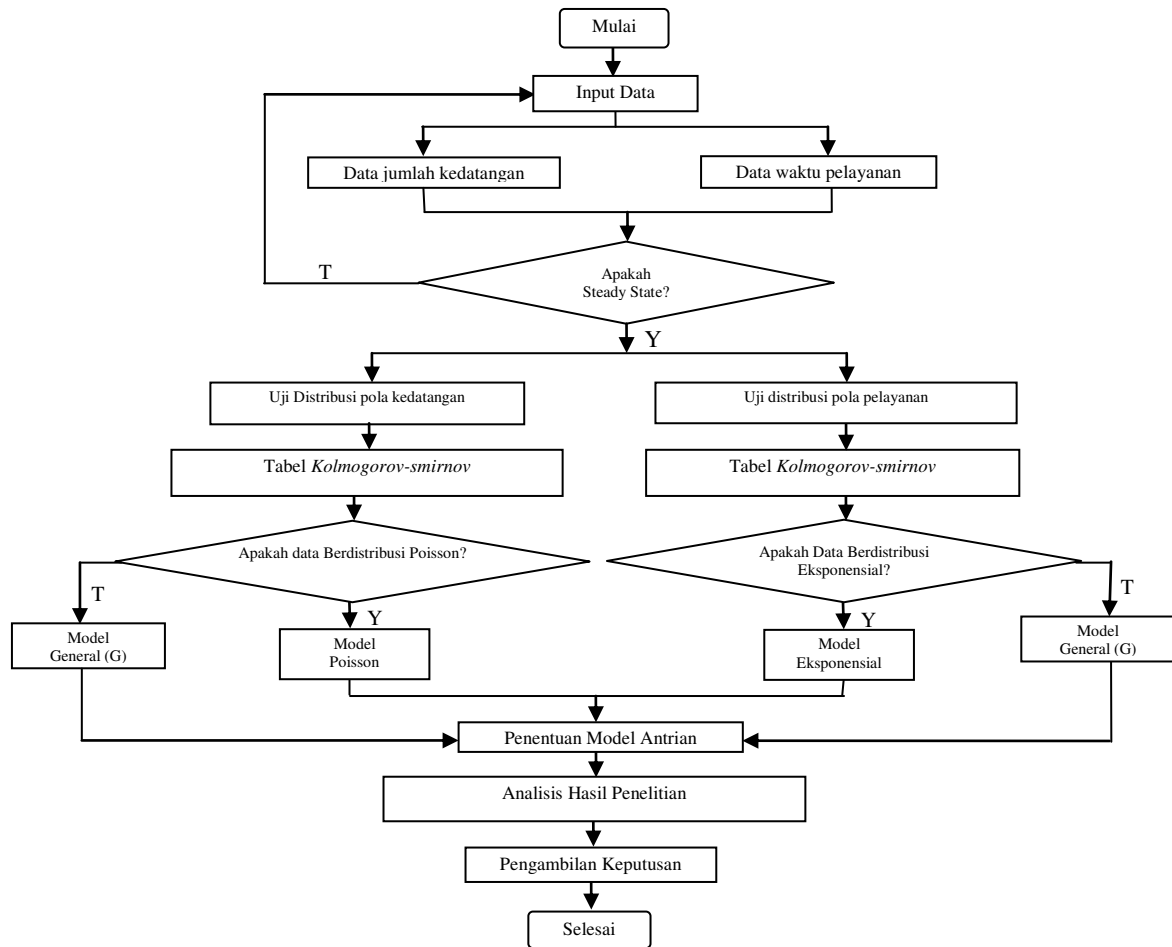 Mulai
Input Data
Data jumlah kedatangan
Data waktu pelayanan
T
Apakah
Steady State?
Y
Uji Distribusi pola kedatangan
Uji distribusi pola pelayanan
Tabel Kolmogorov-smirnov
Tabel Kolmogorov-smirnov
Apakah data Berdistribusi Poisson?
Apakah Data Berdistribusi
Eksponensial?
T
Y
Y
T
Model
General (G)
Model
Poisson
Model
Eksponensial
Model
General (G)
Penentuan Model Antrian
Analisis Hasil Penelitian
Pengambilan Keputusan
Selesai